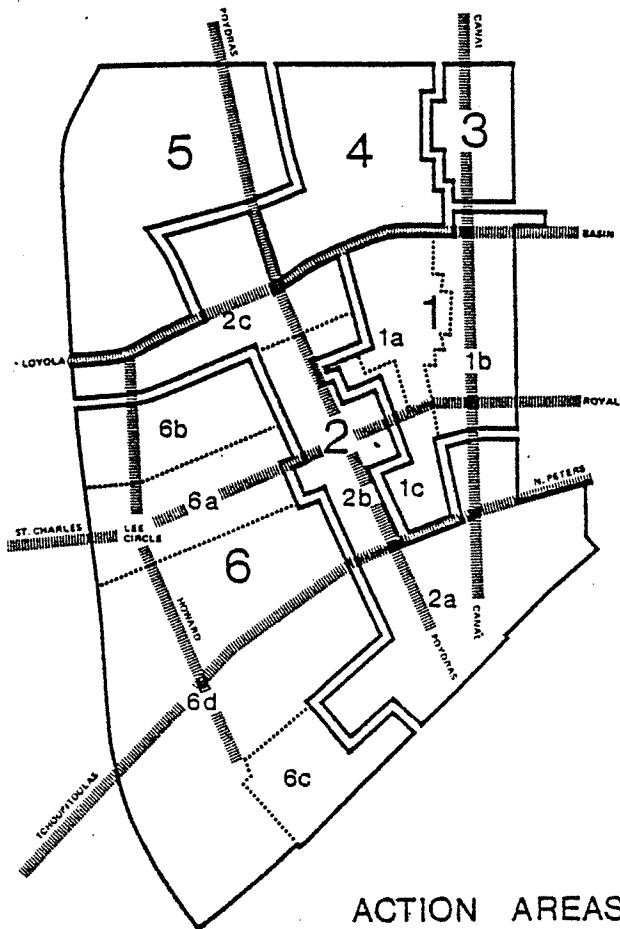 POYDRAS
CANAL
5
4
3
BASIN
2c
1
1a
1b
LOYOLA
ROYAL
6b
2
N. PETERS
6a
2b
1c
ST. CHARLES
LEE
CIRCLE
6
HOWARD
2a
CANAL
POYDRAS
6d
6c
TCHOUPITOULAS
ACTION AREAS